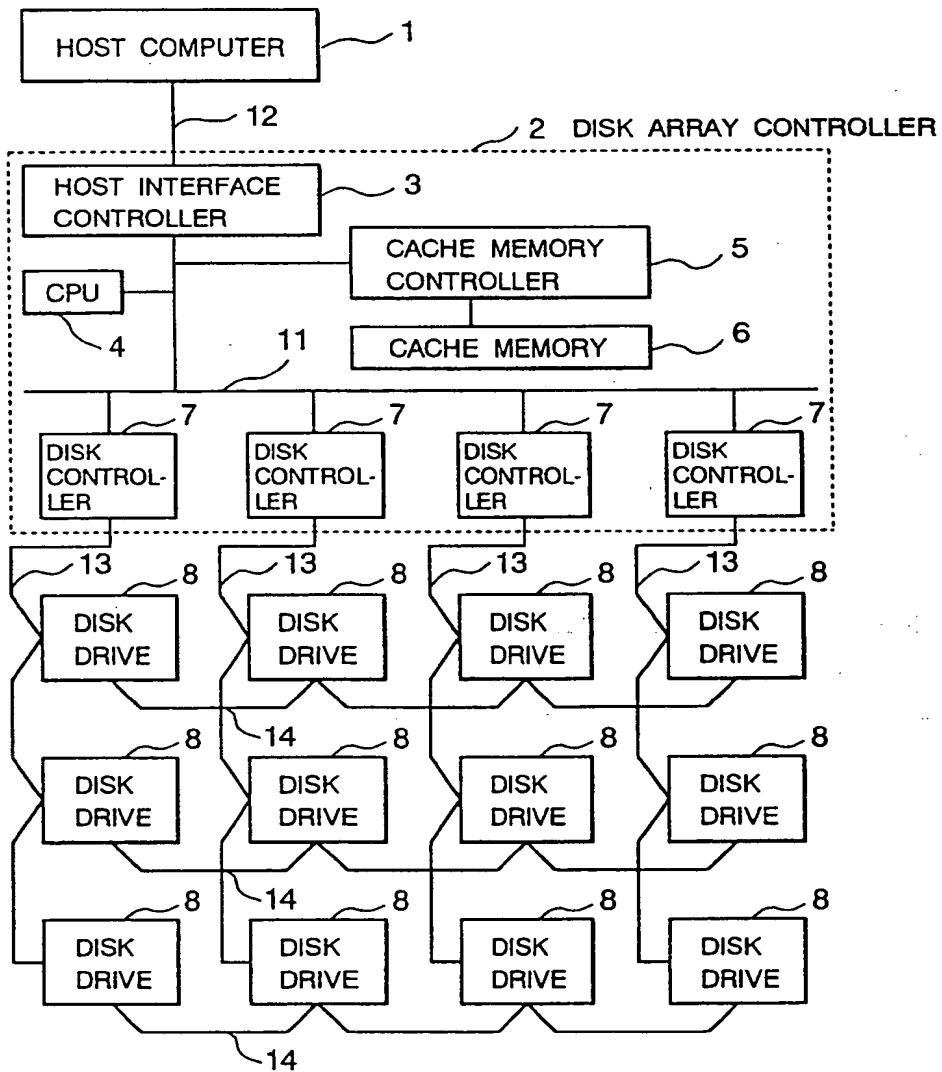 HOST COMPUTER
1
12
2 DISK ARRAY CONTROLLER
HOST INTERFACE
CONTROLLER
3
CACHE MEMORY
CONTROLLER
5
CPU
4
CACHE MEMORY
6
11
7
7
7
7
DISK
CONTROL-
LER
DISK
CONTROL-
LER
DISK
CONTROL-
LER
DISK
CONTROL-
LER
13
8
13
8
13
8
13
8
DISK
DRIVE
DISK
DRIVE
DISK
DRIVE
DISK
DRIVE
14
8
8
8
8
DISK
DRIVE
DISK
DRIVE
DISK
DRIVE
DISK
DRIVE
14
8
8
8
8
DISK
DRIVE
DISK
DRIVE
DISK
DRIVE
DISK
DRIVE
14